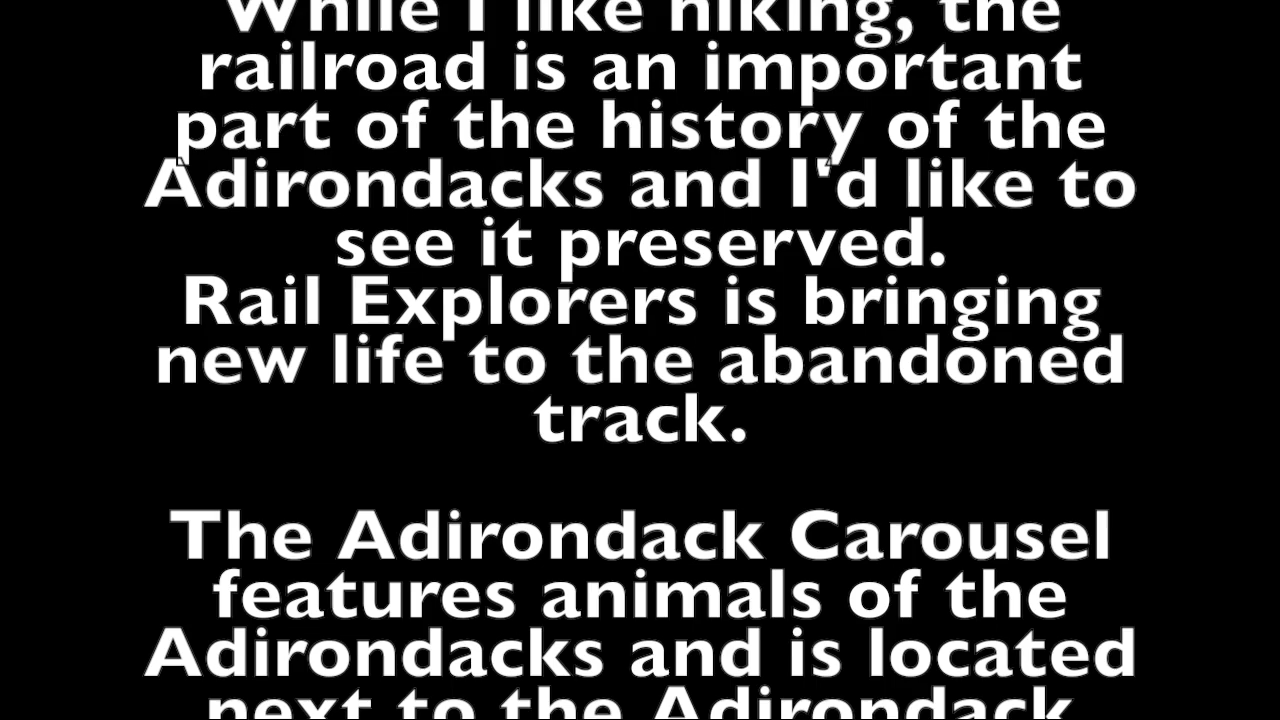 While I like hiking, the
railroad is an important
part of the history of the
Adirondacks and I'd like to
see it preserved.
Rail Explorers is bringing
new life to the abandoned
track.
The Adirondack Carousel
features animals of the
Adirondacks and is located
next to the Adirondack